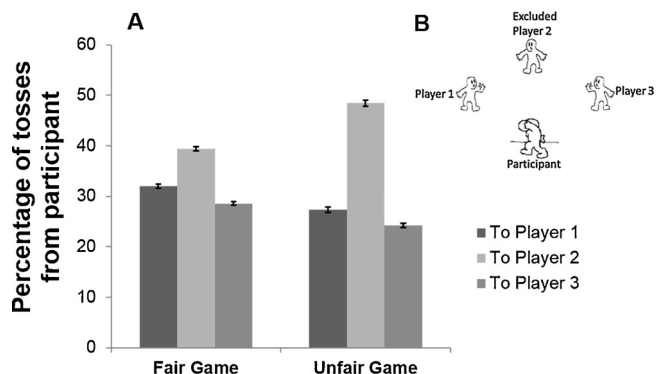 A
B
Percentage of tosses
from participant
60
50
40
30
20
10
0
Fair Game
Unfair Game
Excluded
Player 2
Player 1
Player 3
Participant
To Player 1
To Player 2
To Player 3